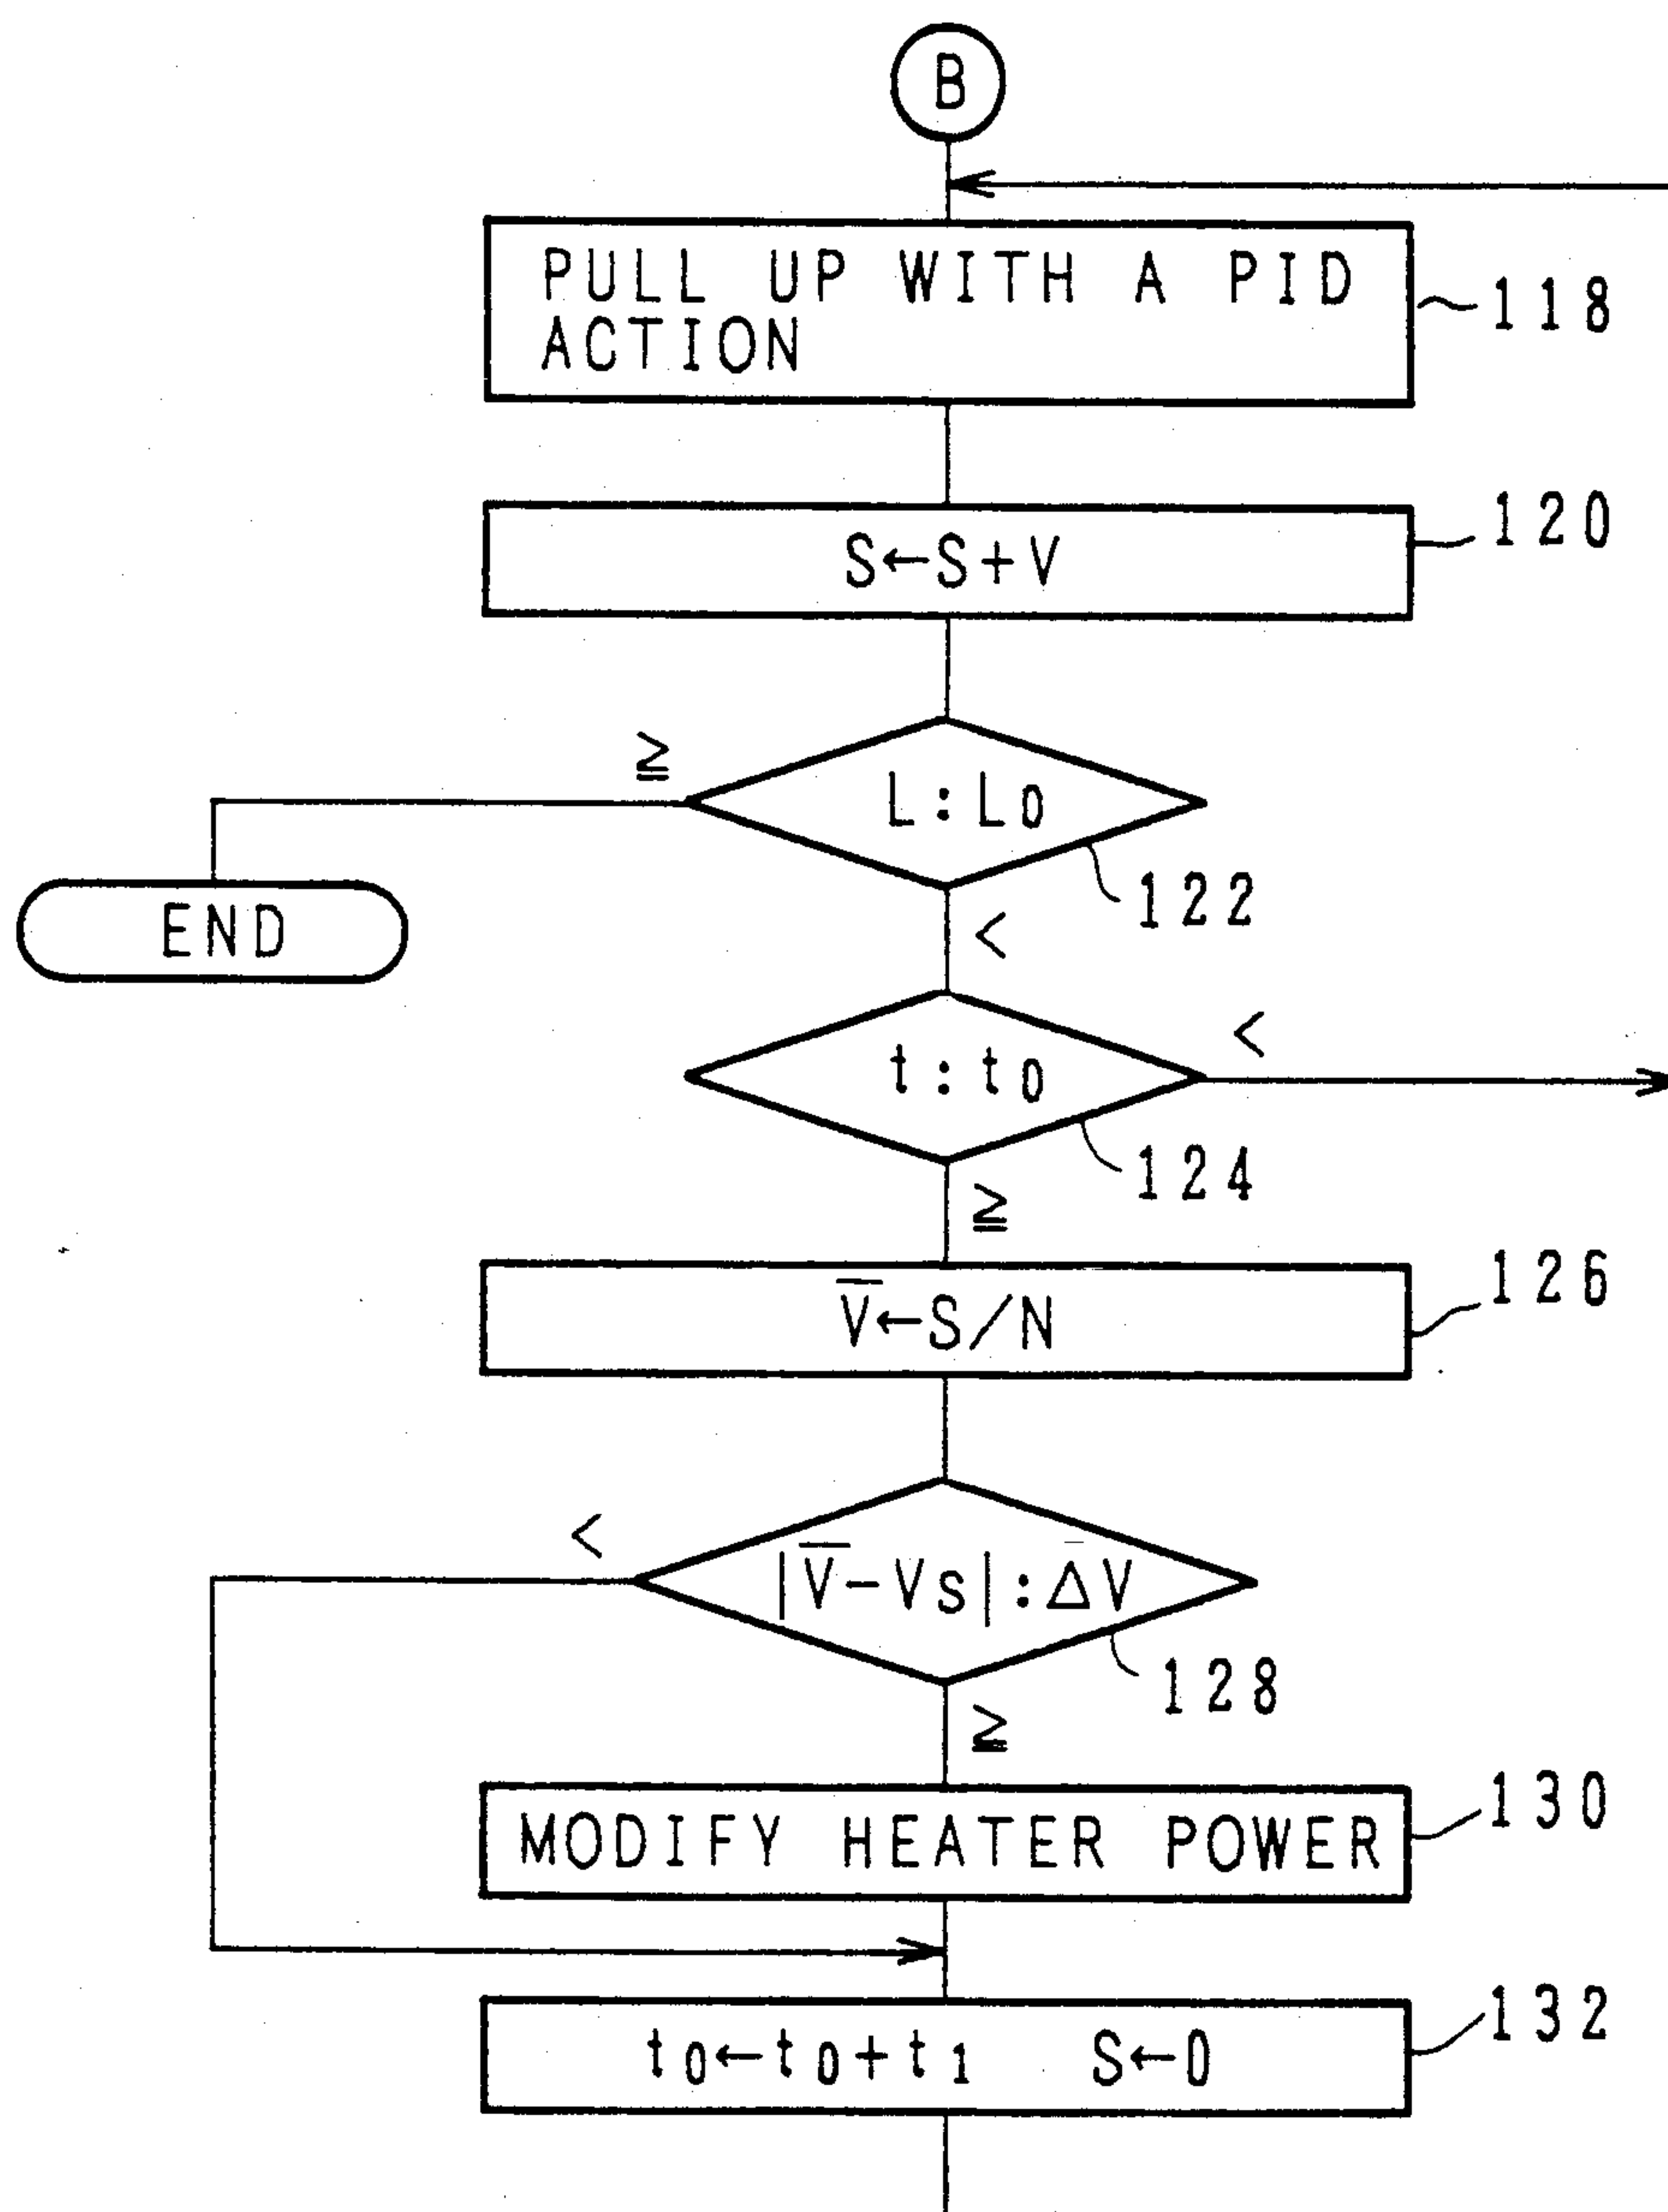 B
PULL UP WITH A PID
ACTION
118
S←S+V
120
≧
L:L0
122
END
<
t:t0
<
124
≧
V̅←S/N
126
<
|V̅-VS|:ΔV
128
≧
MODIFY HEATER POWER
130
t0←t0+t1 S←0
132